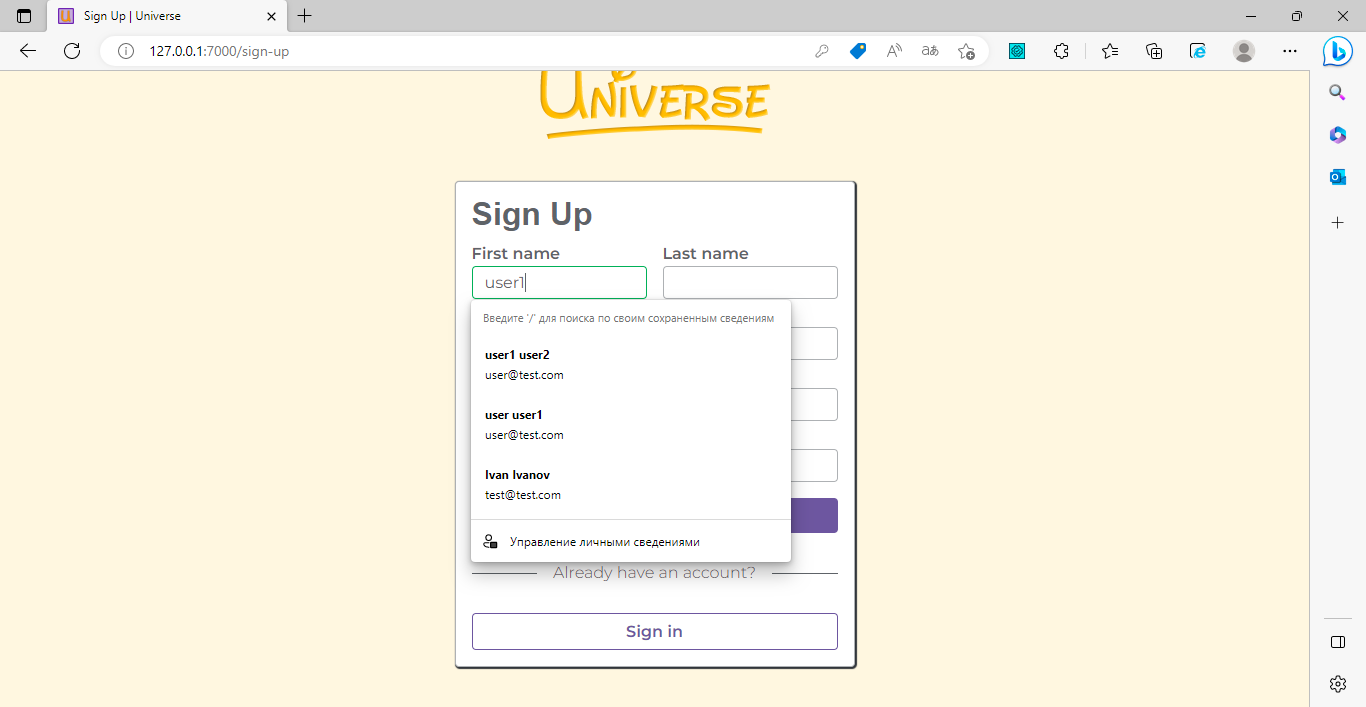 Sign Up | Universe
127.0.0.1:7000/sign-up
UNIVERSE
Sign Up
First name Last name
user1
Введите '/' для поиска по своим сохраненным сведениям
user1 user2
user@test.com
user user1
user@test.com
Ivan Ivanov
test@test.com
Управление личными сведениями
Already have an account?
Sign in